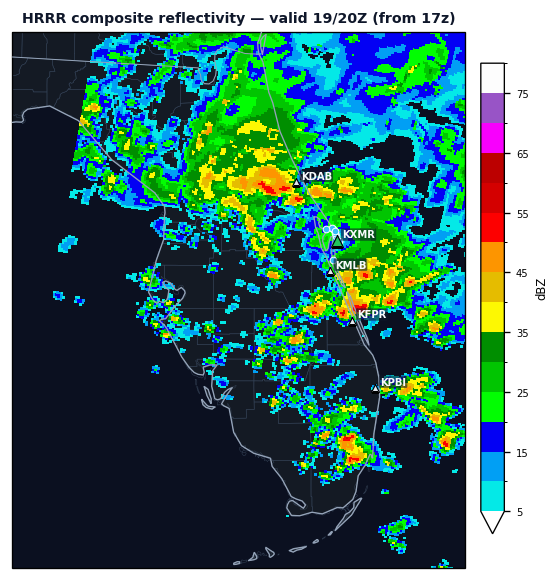 HRRR composite reflectivity — valid 19/20Z (from 17z)
KDAB
KXMR
KMLB
KFPR
KPBI
75
65
55
45
35
25
15
5
dBZ